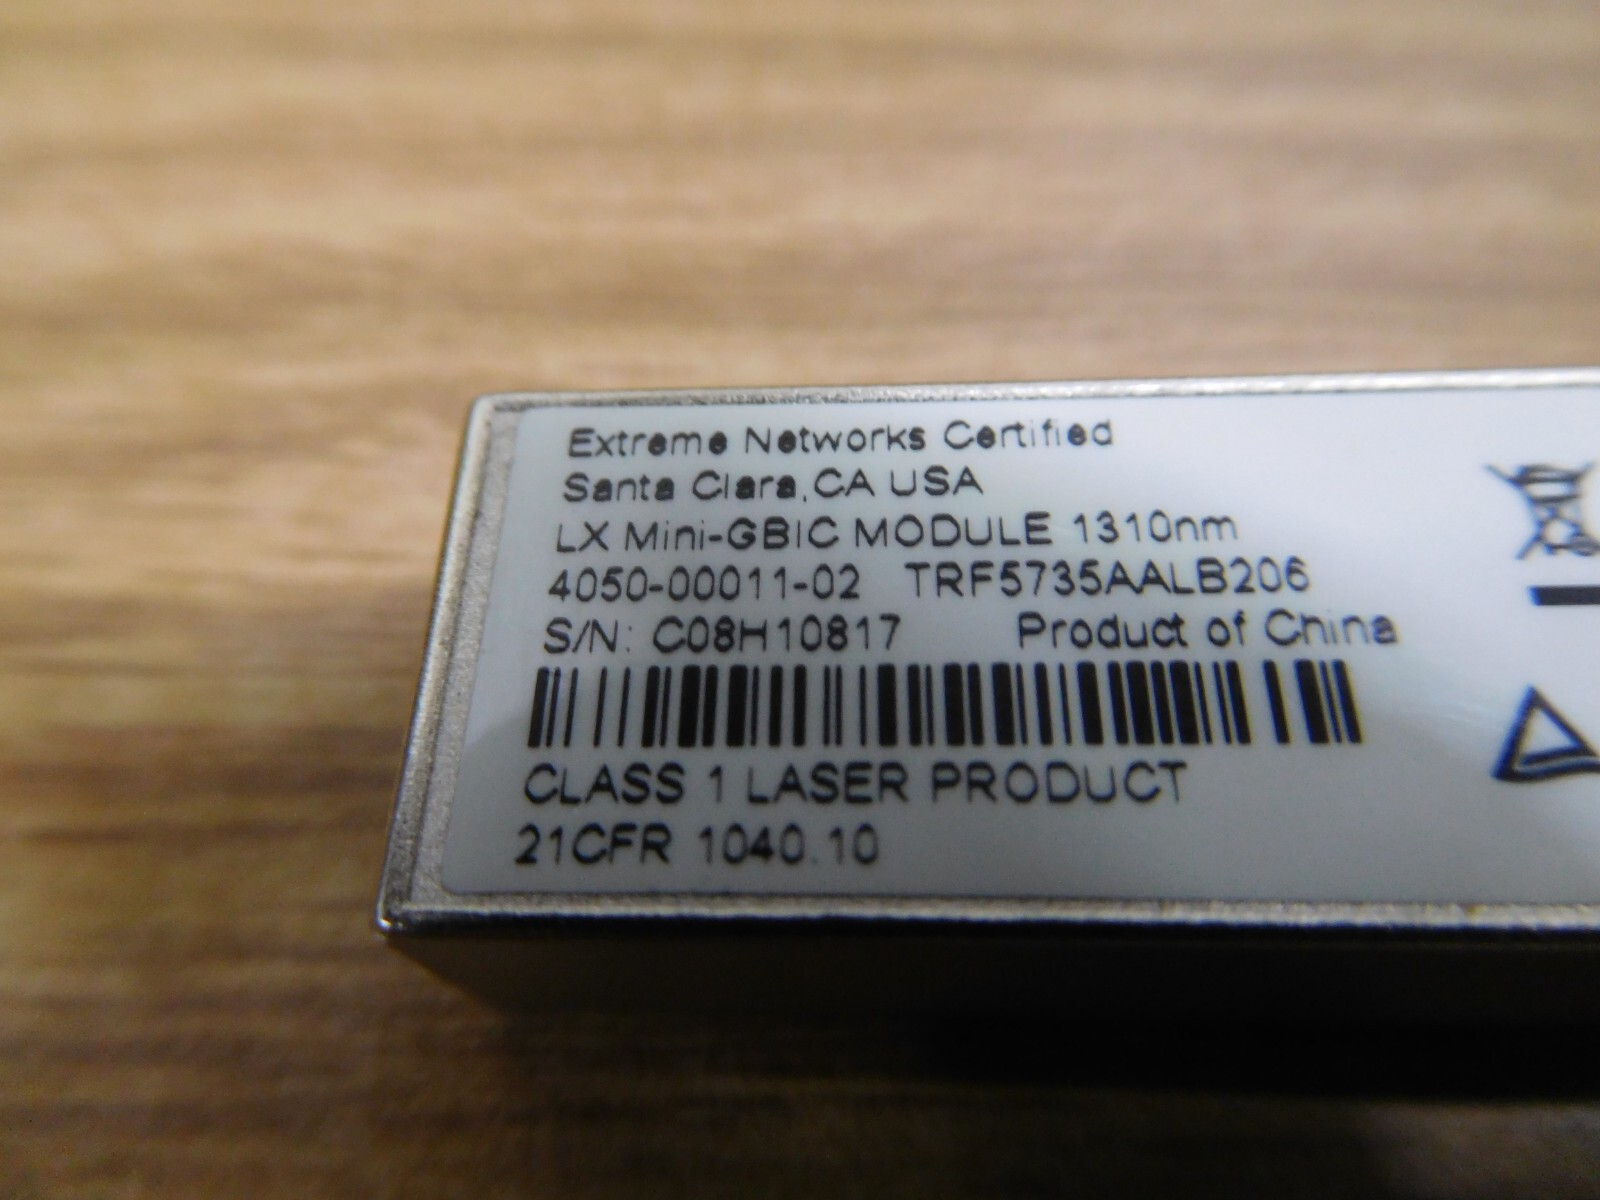 Extreme Networks Certified
Santa Clara,CA USA
LX Mini-GBIC MODULE 1310nm
4050-00011-02 TRF5735AALB206
S/N: C08H10817 Product of China
CLASS 1 LASER PRODUCT
21CFR 1040.10